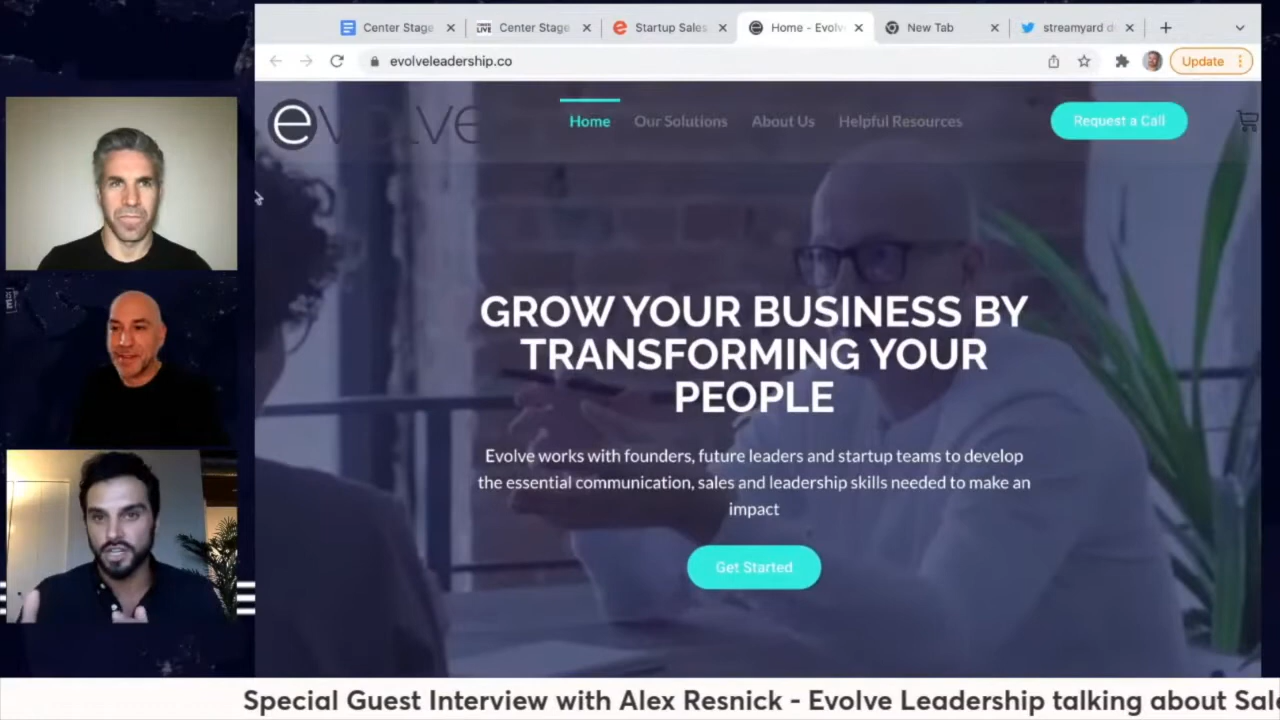 Center Stage
Center Stage
Startup Sales
Home - Evolv
New Tab
streamyard d
evolveleadership.co
Update
evolve
Home
Our Solutions
About Us
Helpful Resources
Request a Call
GROW YOUR BUSINESS BY
TRANSFORMING YOUR
PEOPLE
Evolve works with founders, future leaders and startup teams to develop
the essential communication, sales and leadership skills needed to make an
impact
Get Started
Special Guest Interview with Alex Resnick - Evolve Leadership talking about Sal